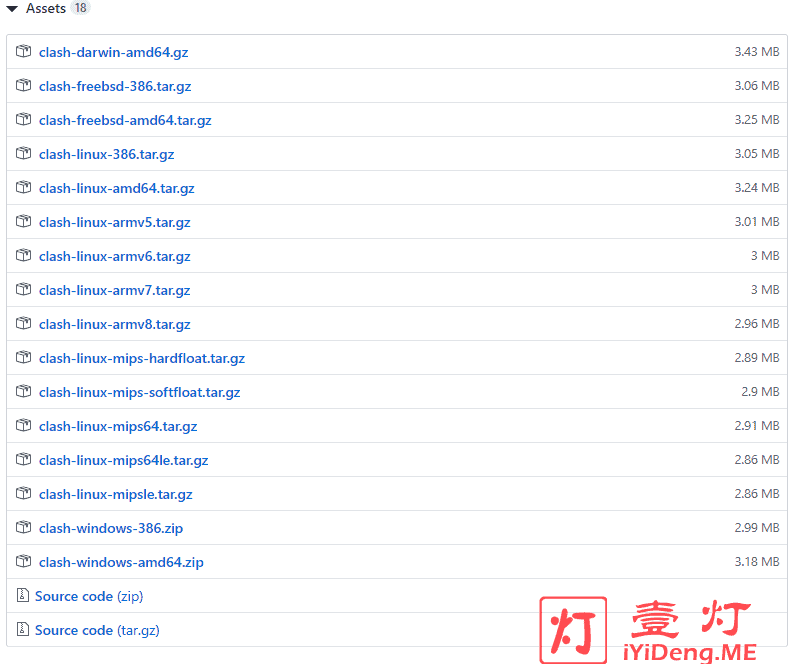 Assets 18
clash-darwin-amd64.gz 3.43 MB
clash-freebsd-386.tar.gz 3.06 MB
clash-freebsd-amd64.tar.gz 3.25 MB
clash-linux-386.tar.gz 3.05 MB
clash-linux-amd64.tar.gz 3.24 MB
clash-linux-armv5.tar.gz 3.01 MB
clash-linux-armv6.tar.gz 3 MB
clash-linux-armv7.tar.gz 3 MB
clash-linux-armv8.tar.gz 2.96 MB
clash-linux-mips-hardfloat.tar.gz 2.89 MB
clash-linux-mips-softfloat.tar.gz 2.9 MB
clash-linux-mips64.tar.gz 2.91 MB
clash-linux-mips64le.tar.gz 2.86 MB
clash-linux-mipsle.tar.gz 2.86 MB
clash-windows-386.zip 2.99 MB
clash-windows-amd64.zip 3.18 MB
Source code (zip)
Source code (tar.gz)
灯 壹灯
iYiDeng.ME